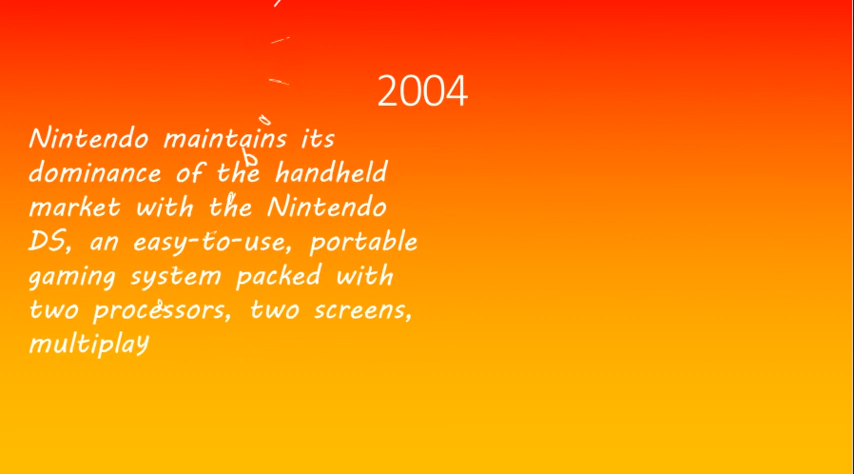 2004
Nintendo maintains its
dominance of the handheld
market with the Nintendo
DS, an easy-to-use, portable
gaming system packed with
two processors, two screens,
multiplay